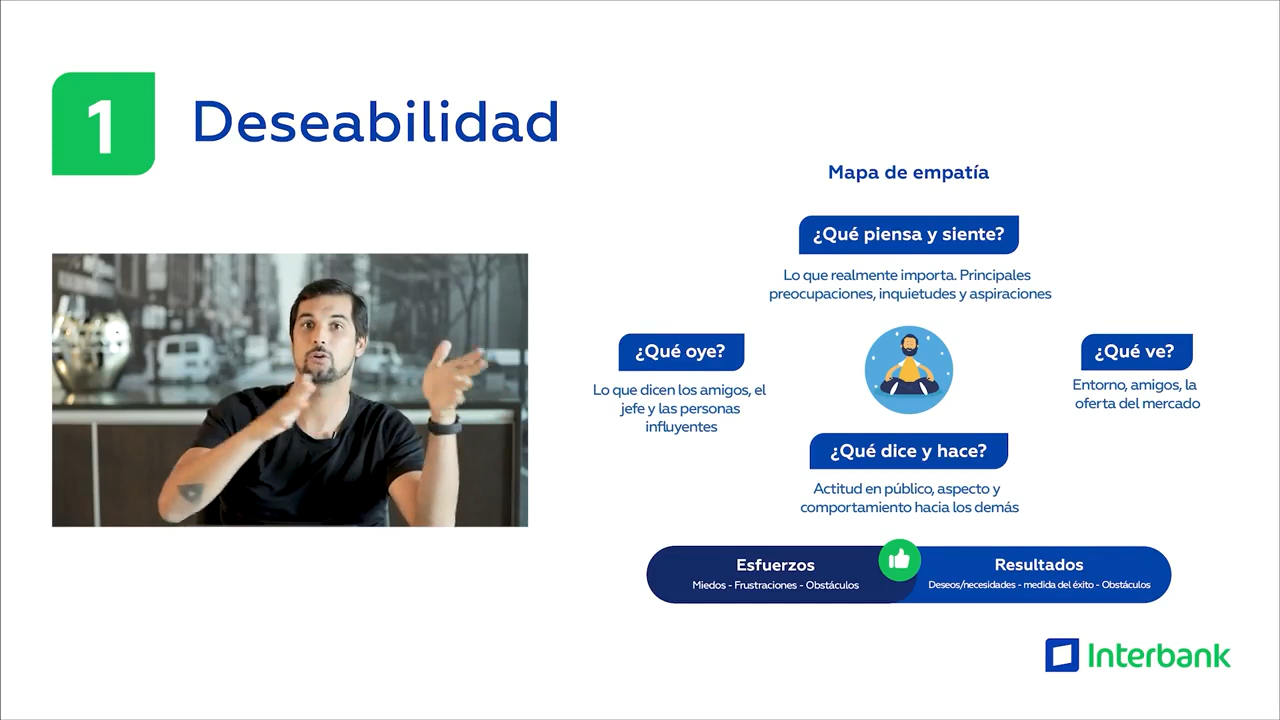 1
Deseabilidad
Mapa de empatía
¿Qué piensa y siente?
Lo que realmente importa. Principales
preocupaciones, inquietudes y aspiraciones
¿Qué oye?
Lo que dicen los amigos, el
jefe y las personas
influyentes
¿Qué ve?
Entorno, amigos, la
oferta del mercado
¿Qué dice y hace?
Actitud en público, aspecto y
comportamiento hacia los demás
Esfuerzos
Miedos - Frustraciones - Obstáculos
Resultados
Deseos/necesidades - medida del éxito - Obstáculos
Interbank